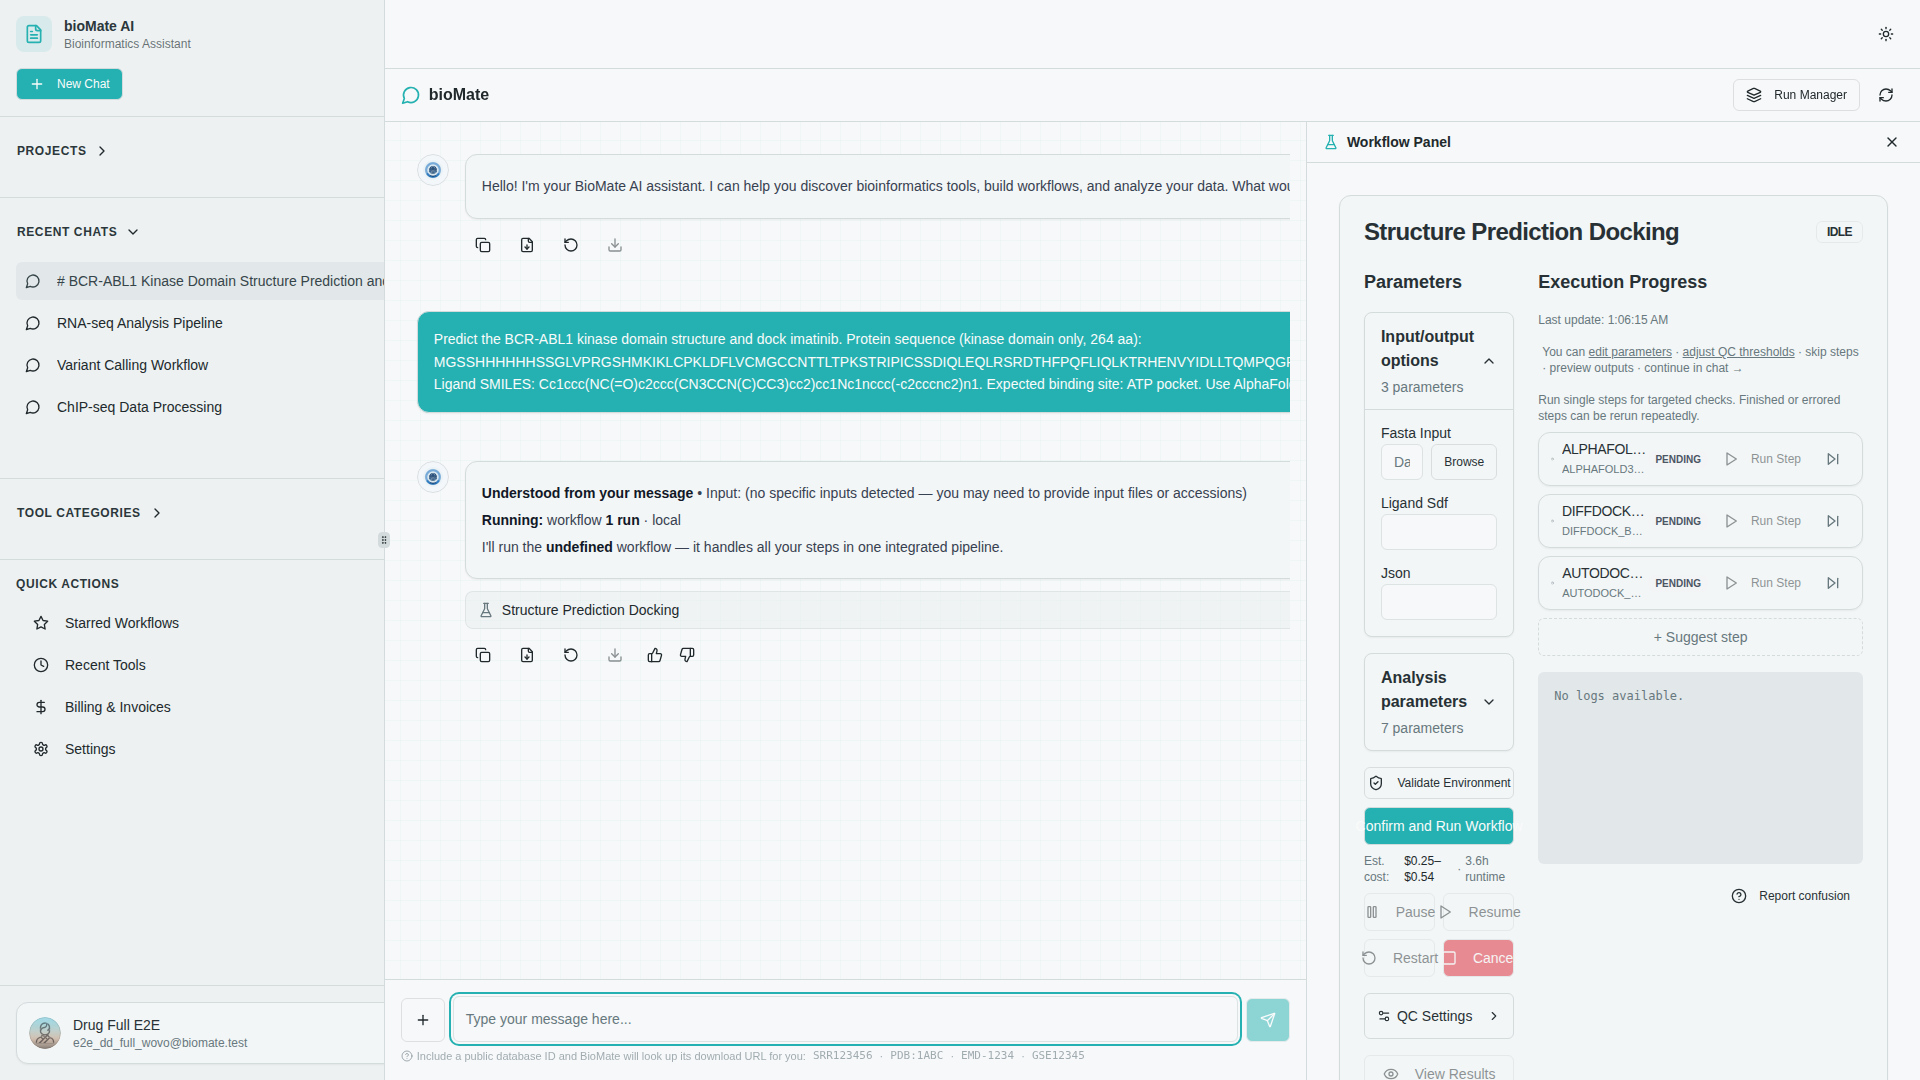 bioMate AI
Bioinformatics Assistant
New Chat
PROJECTS
RECENT CHATS
# BCR-ABL1 Kinase Domain Structure Prediction and
RNA-seq Analysis Pipeline
Variant Calling Workflow
ChIP-seq Data Processing
TOOL CATEGORIES
QUICK ACTIONS
Starred Workflows
Recent Tools
Billing & Invoices
Settings
Drug Full E2E
e2e_dd_full_wovo@biomate.test
bioMate
Run Manager
Hello! I'm your BioMate AI assistant. I can help you discover bioinformatics tools, build workflows, and analyze your data. What wou
Predict the BCR-ABL1 kinase domain structure and dock imatinib. Protein sequence (kinase domain only, 264 aa):
MGSSHHHHHHSSGLVPRGSHMKIKLCPKLDFLVCMGCCNTTLTPKSTRIPICSSDIQLEQLRSRDTHFPQFLIQLKTRHENVYIDLLTQMPQGF
Ligand SMILES: Cc1ccc(NC(=O)c2ccc(CN3CCN(C)CC3)cc2)cc1Nc1nccc(-c2cccnc2)n1. Expected binding site: ATP pocket. Use AlphaFol
Understood from your message • Input: (no specific inputs detected — you may need to provide input files or accessions)
Running: workflow 1 run · local
I'll run the undefined workflow — it handles all your steps in one integrated pipeline.
Structure Prediction Docking
Type your message here...
Include a public database ID and BioMate will look up its download URL for you: SRR123456 · PDB:1ABC · EMD-1234 · GSE12345
Workflow Panel
Structure Prediction Docking
IDLE
Parameters
Input/output
options
3 parameters
Fasta Input
Da
Browse
Ligand Sdf
Json
Analysis
parameters
7 parameters
Validate Environment
onfirm and Run Workflo
Est. cost: $0.25–$0.54 · 3.6h runtime
Pause
Resume
Restart
Cance
QC Settings
View Results
Execution Progress
Last update: 1:06:15 AM
You can edit parameters · adjust QC thresholds · skip steps
· preview outputs · continue in chat →
Run single steps for targeted checks. Finished or errored
steps can be rerun repeatedly.
ALPHAFOL...
ALPHAFOLD3...
PENDING
Run Step
DIFFDOCK...
DIFFDOCK_B...
PENDING
Run Step
AUTODOC...
AUTODOCK_...
PENDING
Run Step
+ Suggest step
No logs available.
Report confusion